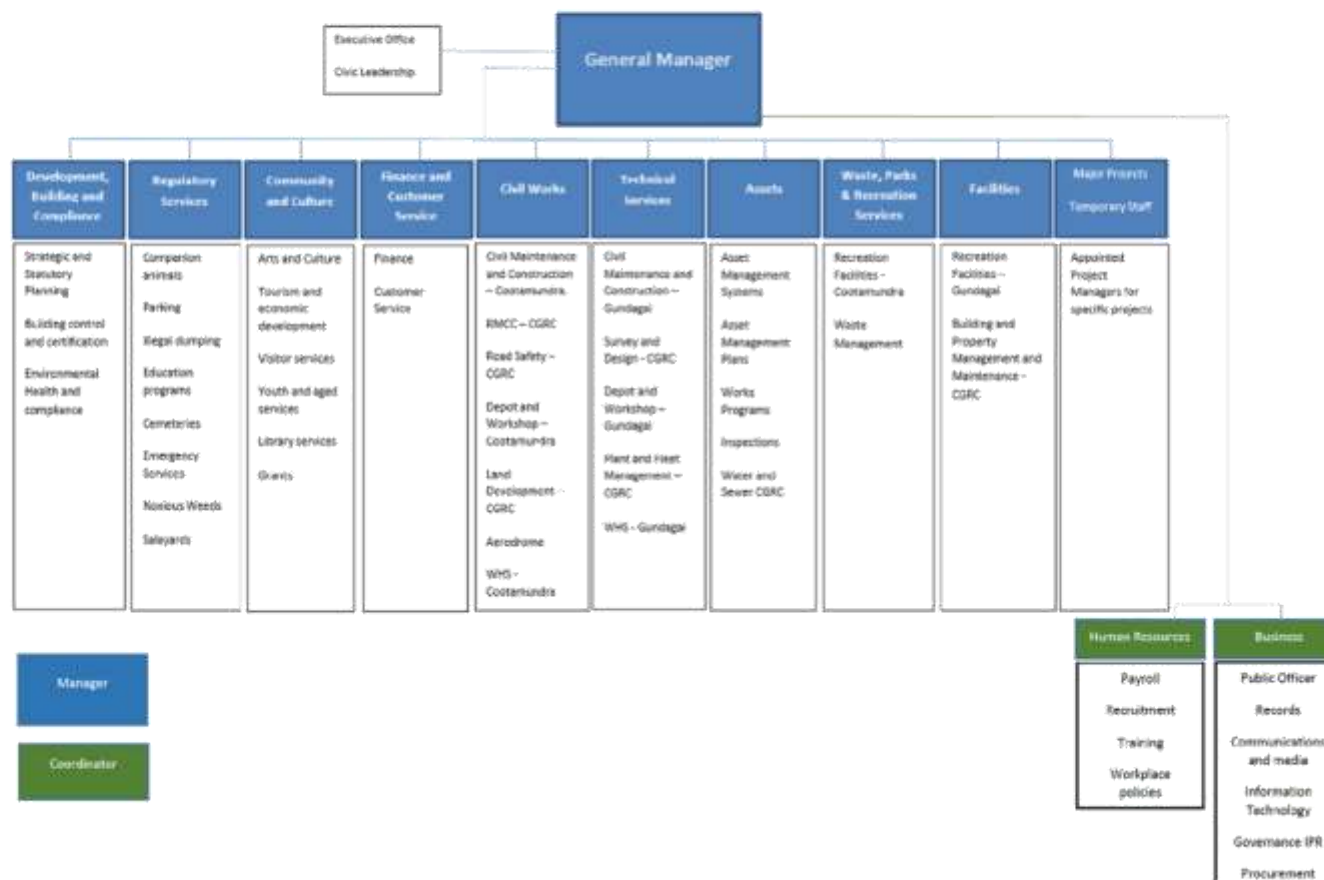 Executive Office
Civic Leadership
General Manager
Development,
Building and
Compliance
Regulatory
Services
Community
and Culture
Finance and
Customer
Service
Civil Works
Technical
Services
Assets
Waste, Parks
& Recreation
Services
Facilities
Major Projects
Temporary Staff
Strategic and
Statutory
Planning
Building control
and certification
Environmental
Health and
compliance
Companion
animals
Parking
Illegal dumping
Education
programs
Cemeteries
Emergency
Services
Noxious Weeds
Saleyards
Arts and Culture
Tourism and
economic
development
Visitor services
Youth and aged
services
Library services
Grants
Finance
Customer
Service
Civil Maintenance
and Construction
– Cootamundra
RMCC – CGRC
Road Safety –
CGRC
Depot and
Workshop –
Cootamundra
Land
Development –
CGRC
Aerodrome
WHS -
Cootamundra
Civil
Maintenance and
Construction –
Gundagai
Survey and
Design - CGRC
Depot and
Workshop –
Gundagai
Plant and Fleet
Management –
CGRC
WHS - Gundagai
Asset
Management
Systems
Asset
Management
Plans
Works
Programs
Inspections
Water and
Sewer CGRC
Recreation
Facilities –
Cootamundra
Waste
Management
Recreation
Facilities –
Gundagai
Building and
Property
Management and
Maintenance –
CGRC
Appointed
Project
Managers for
specific projects
Human Resources
Payroll
Recruitment
Training
Workplace
policies
Business
Public Officer
Records
Communications
and media
Information
Technology
Governance IPR
Procurement
Manager
Coordinator